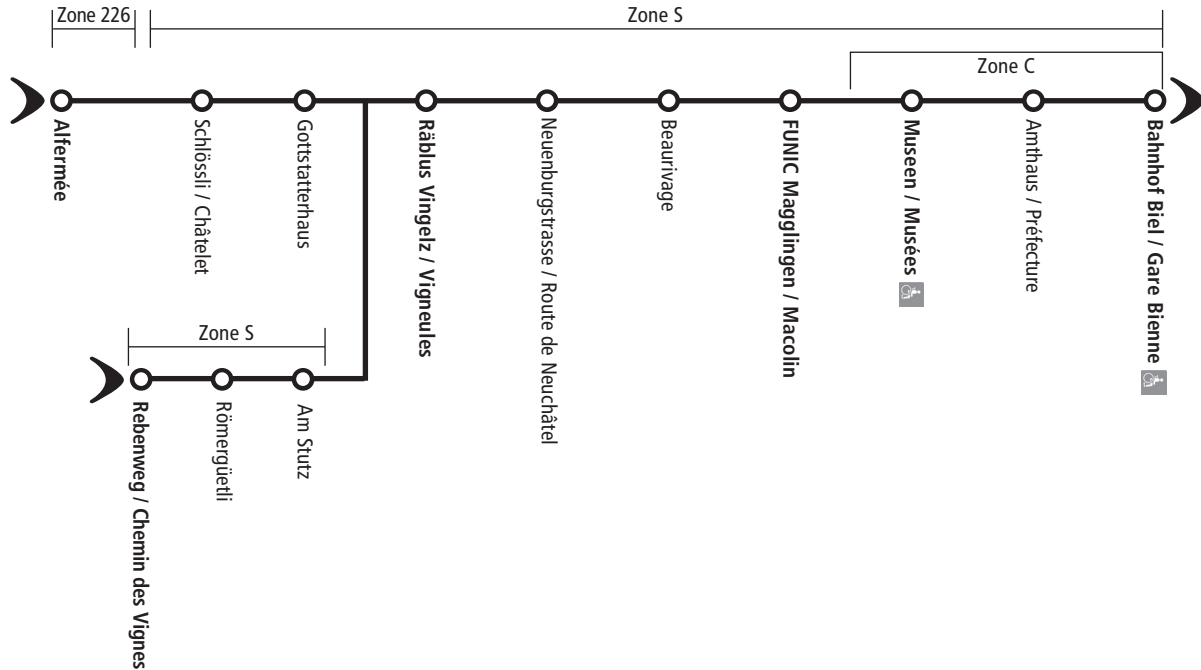 Zone 226
Zone S
Zone C
Alfermée
Schlössli / Châtelet
Gottstatterhaus
Räblus Vingelz / Vigneules
Neuenburgstrasse / Route de Neuchâtel
Beaurivage
FUNIC Magglingen / Macolin
Museen / Musées
Amthaus / Préfecture
Bahnhof Biel / Gare Bienne
Zone S
Rebenweg / Chemin des Vignes
Römergüetli
Am Stutz